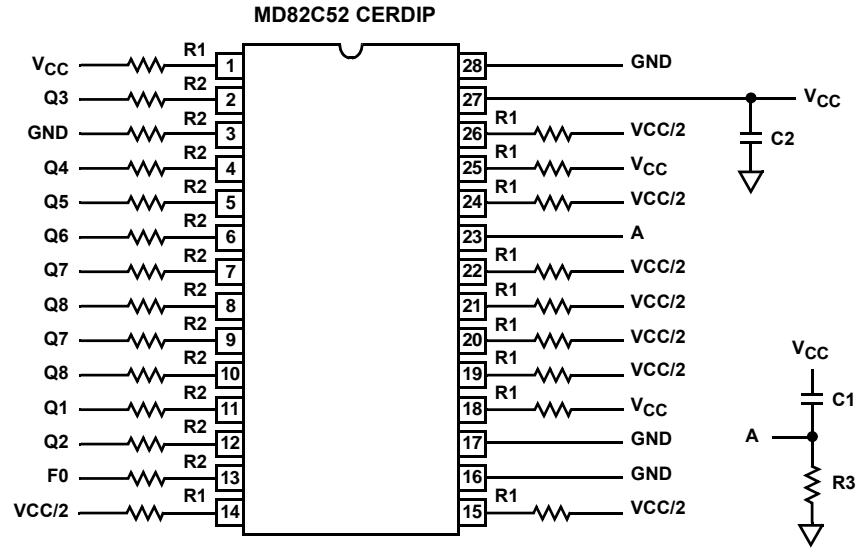 MD82C52 CERDIP
VCC R1 1
Q3 R2 2
GND R2 3
Q4 R2 4
Q5 R2 5
Q6 R2 6
Q7 R2 7
Q8 R2 8
Q7 R2 9
Q8 R2 10
Q1 R2 11
Q2 R2 12
F0 R2 13
VCC/2 R1 14
28 GND
27 VCC
C2
26 R1 VCC/2
25 R1 VCC
24 R1 VCC/2
23 A
22 R1 VCC/2
21 R1 VCC/2
20 R1 VCC/2
19 R1 VCC/2
18 R1 VCC
17 GND
16 GND
15 R1 VCC/2
VCC
C1
A
R3